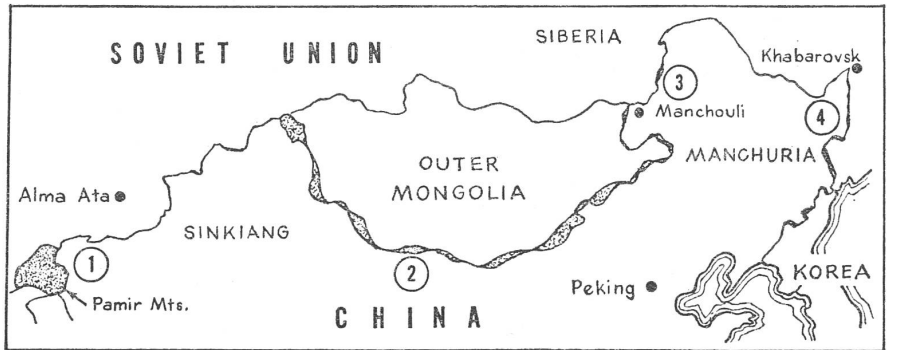 SOVIET UNION
SIBERIA
Khabarovsk
3
Manchouli
4
OUTER
MONGOLIA
MANCHURIA
Alma Ata
SINKIANG
1
2
KOREA
Peking
Pamir Mts.
CHINA